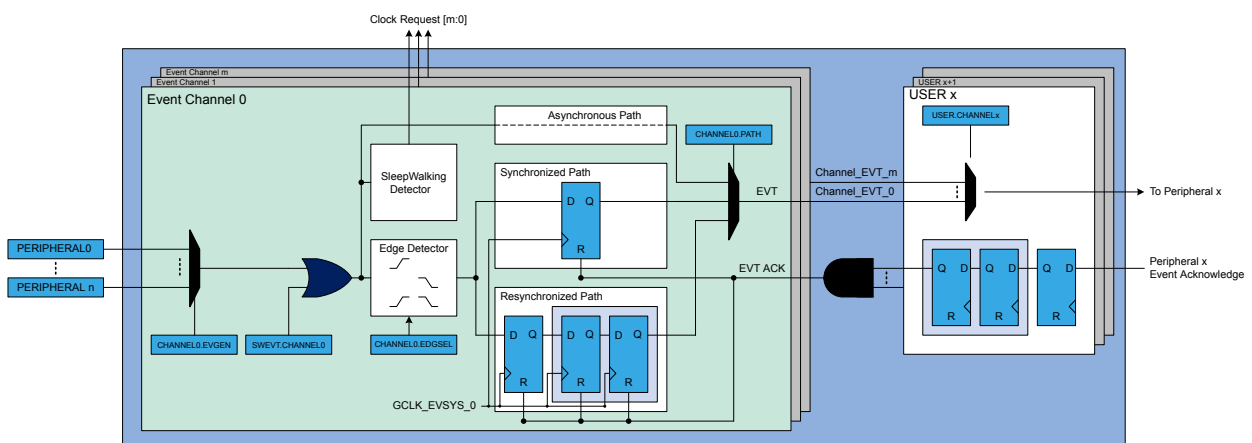 Clock Request [m:0]
Event Channel m
Event Channel 1
Event Channel 0
USER x+1
USER x
Asynchronous Path
CHANNEL0.PATH
USER.CHANNELx
SleepWalking
Detector
Synchronized Path
D Q
R
EVT
Channel_EVT_m
Channel_EVT_0
To Peripheral x
PERIPHERAL0
PERIPHERAL n
Edge Detector
EVT ACK
Q D
R
Q D
R
Q D
R
Peripheral x
Event Acknowledge
Resynchronized Path
D Q
R
D Q
R
D Q
R
CHANNEL0.EVGEN
SWEVT.CHANNEL0
CHANNEL0.EDGSEL
GCLK_EVSYS_0